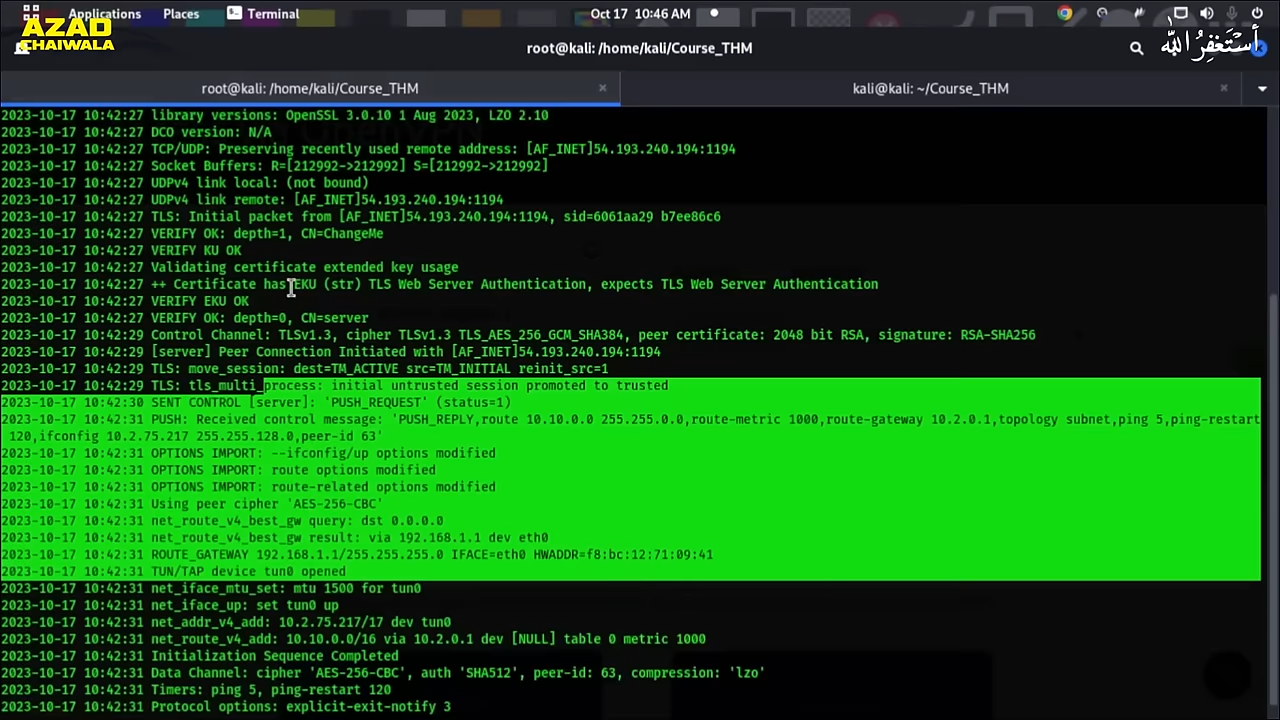 Applications Places Terminal Oct 17 10:46 AM
AZAD
CHAIWALA
root@kali: /home/kali/Course_THM
أستغفر الله
root@kali: /home/kali/Course_THM kali@kali: ~/Course_THM
2023-10-17 10:42:27 library versions: OpenSSL 3.0.10 1 Aug 2023, LZO 2.10
2023-10-17 10:42:27 DCO version: N/A
2023-10-17 10:42:27 TCP/UDP: Preserving recently used remote address: [AF_INET]54.193.240.194:1194
2023-10-17 10:42:27 Socket Buffers: R=[212992->212992] S=[212992->212992]
2023-10-17 10:42:27 UDPv4 link local: (not bound)
2023-10-17 10:42:27 UDPv4 link remote: [AF_INET]54.193.240.194:1194
2023-10-17 10:42:27 TLS: Initial packet from [AF_INET]54.193.240.194:1194, sid=6061aa29 b7ee86c6
2023-10-17 10:42:27 VERIFY OK: depth=1, CN=ChangeMe
2023-10-17 10:42:27 VERIFY KU OK
2023-10-17 10:42:27 Validating certificate extended key usage
2023-10-17 10:42:27 ++ Certificate has EKU (str) TLS Web Server Authentication, expects TLS Web Server Authentication
2023-10-17 10:42:27 VERIFY EKU OK
2023-10-17 10:42:27 VERIFY OK: depth=0, CN=server
2023-10-17 10:42:29 Control Channel: TLSv1.3, cipher TLSv1.3 TLS_AES_256_GCM_SHA384, peer certificate: 2048 bit RSA, signature: RSA-SHA256
2023-10-17 10:42:29 [server] Peer Connection Initiated with [AF_INET]54.193.240.194:1194
2023-10-17 10:42:29 TLS: move_session: dest=TM_ACTIVE src=TM_INITIAL reinit_src=1
2023-10-17 10:42:29 TLS: tls_multi_process: initial untrusted session promoted to trusted
2023-10-17 10:42:30 SENT CONTROL [server]: 'PUSH_REQUEST' (status=1)
2023-10-17 10:42:31 PUSH: Received control message: 'PUSH_REPLY,route 10.10.0.0 255.255.0.0,route-metric 1000,route-gateway 10.2.0.1,topology subnet,ping 5,ping-restart
120,ifconfig 10.2.75.217 255.255.128.0,peer-id 63'
2023-10-17 10:42:31 OPTIONS IMPORT: --ifconfig/up options modified
2023-10-17 10:42:31 OPTIONS IMPORT: route options modified
2023-10-17 10:42:31 OPTIONS IMPORT: route-related options modified
2023-10-17 10:42:31 Using peer cipher 'AES-256-CBC'
2023-10-17 10:42:31 net_route_v4_best_gw query: dst 0.0.0.0
2023-10-17 10:42:31 net_route_v4_best_gw result: via 192.168.1.1 dev eth0
2023-10-17 10:42:31 ROUTE_GATEWAY 192.168.1.1/255.255.255.0 IFACE=eth0 HWADDR=f8:bc:12:71:09:41
2023-10-17 10:42:31 TUN/TAP device tun0 opened
2023-10-17 10:42:31 net_iface_mtu_set: mtu 1500 for tun0
2023-10-17 10:42:31 net_iface_up: set tun0 up
2023-10-17 10:42:31 net_addr_v4_add: 10.2.75.217/17 dev tun0
2023-10-17 10:42:31 net_route_v4_add: 10.10.0.0/16 via 10.2.0.1 dev [NULL] table 0 metric 1000
2023-10-17 10:42:31 Initialization Sequence Completed
2023-10-17 10:42:31 Data Channel: cipher 'AES-256-CBC', auth 'SHA512', peer-id: 63, compression: 'lzo'
2023-10-17 10:42:31 Timers: ping 5, ping-restart 120
2023-10-17 10:42:31 Protocol options: explicit-exit-notify 3